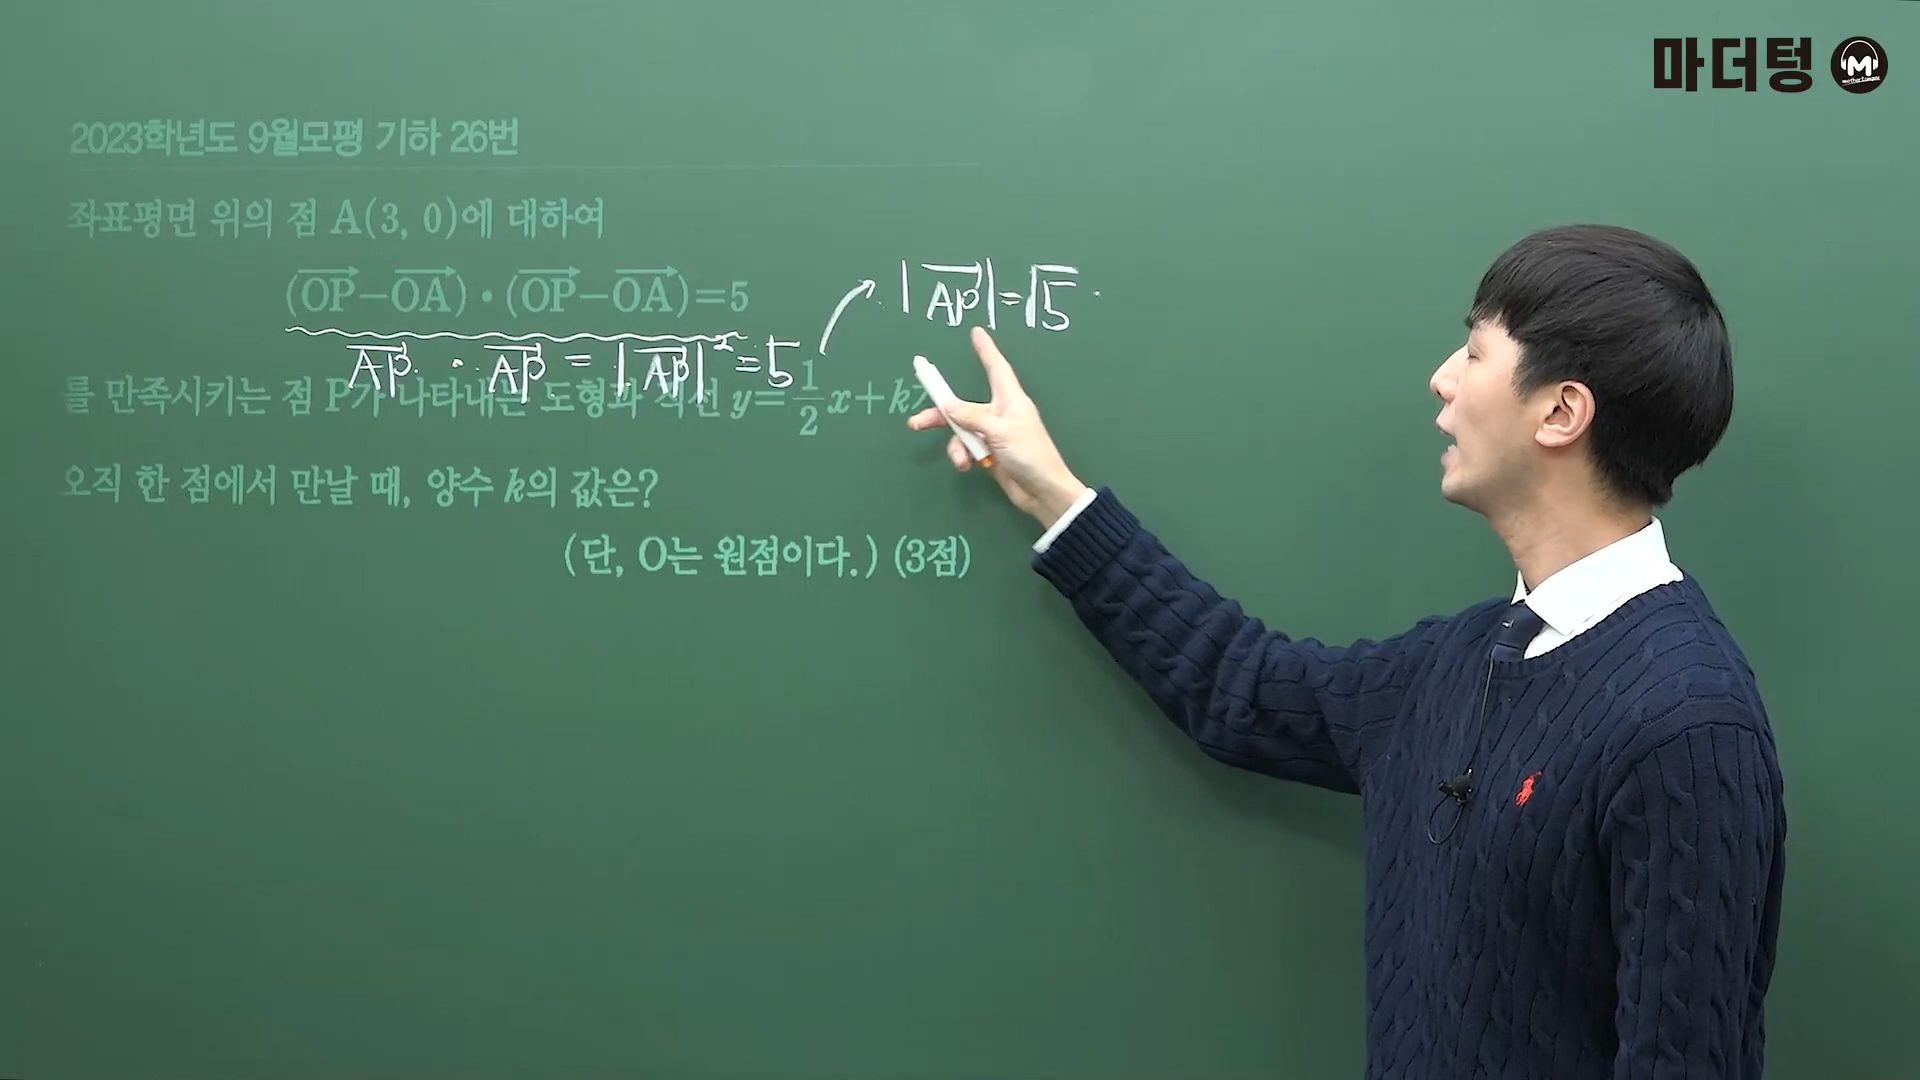 마더텅
M
2023학년도 9월모평 기하 26번
좌표평면 위의 점 A(3, 0)에 대하여
(OP−OA)•(OP−OA)=5
|AP|=√5
AP · AP = |AP|²=5
를 만족시키는 점 P가 나타내는 도형과 직선 y=1/2x+k가
오직 한 점에서 만날 때, 양수 k의 값은?
(단, O는 원점이다.) (3점)